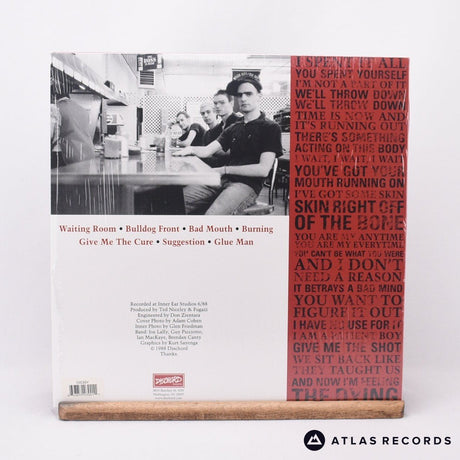 Waiting Room • Bulldog Front • Bad Mouth • Burning
Give Me The Cure • Suggestion • Glue Man
Recorded at Inner Ear Studios 6/88
Produced by Ted Niceley & Fugazi
Engineered by Don Zientara
Cover Photo by Adam Cohen
Inner Photo by Glen Friedman
Band: Joe Lally, Guy Picciotto,
Ian MacKaye, Brendan Canty
Graphics by Kurt Sayenga
© 1988 Dischord
Thanks.
DISCHORD
I SPENT IT ALL
YOU SPENT YOURSELF
I'M NOT A PART OF IT
WE'LL THROW DOWN
WE'LL THROW DOWN
TIME IS NOW AND
IT'S RUNNING OUT
THERE'S SOMETHING
ACTING ON THIS BODY
I WAIT, I WAIT, I WAIT
YOU'VE GOT YOUR
MOUTH RUNNING ON
I'VE GOT SOME SKIN
SKIN RIGHT OFF
OF THE BONE
YOU ARE MY ANYTIME
YOU ARE MY EVERYTIME
YOU CAN'T BE WHAT YOU WERE
AND I DON'T
NEED A REASON
IT BETRAYS A BAD MIND
YOU WANT TO
FIGURE IT OUT
I HAVE NO USE FOR IT
I AM A PATIENT BOY
GIVE ME THE SHOT
WE SIT BACK LIKE
THEY TAUGHT US
AND NOW I'M FEELING
THE DYING
ATLAS RECORDS